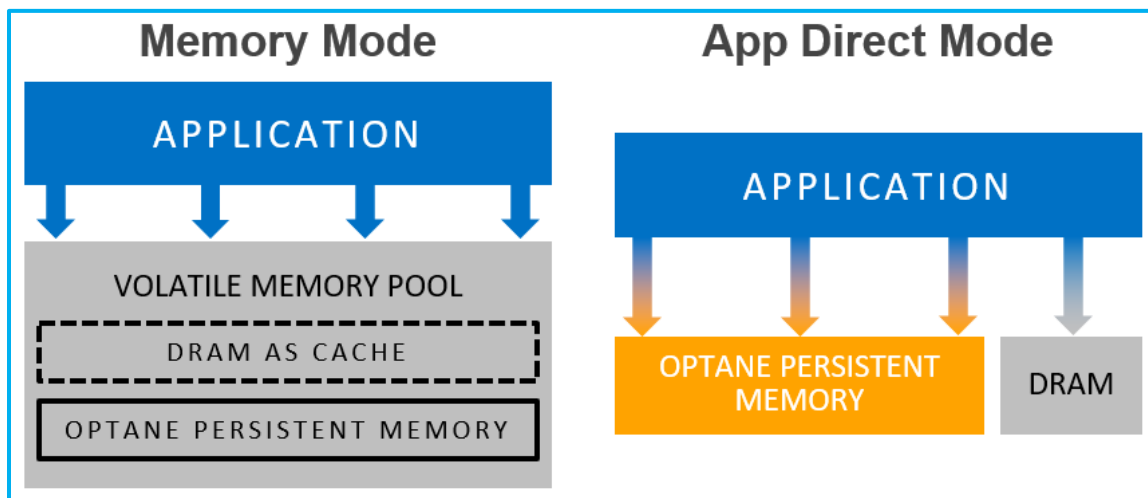 Memory Mode
APPLICATION
VOLATILE MEMORY POOL
DRAM AS CACHE
OPTANE PERSISTENT MEMORY
App Direct Mode
APPLICATION
OPTANE PERSISTENT
MEMORY
DRAM